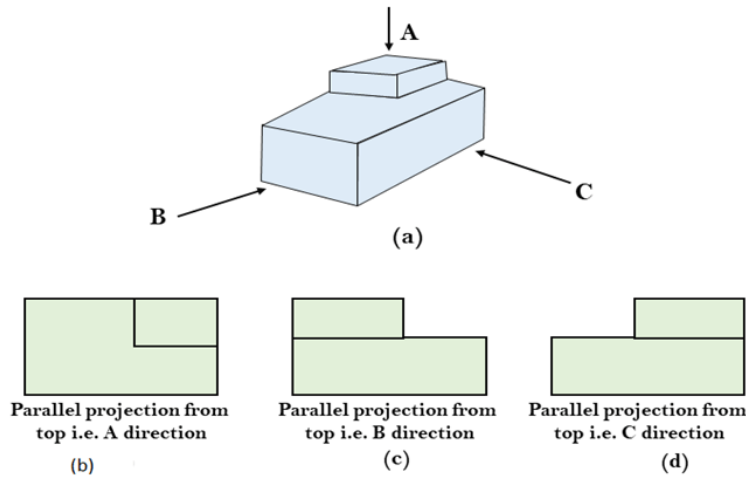 A
B
C
(a)
Parallel projection from
top i.e. A direction
(b)
Parallel projection from
top i.e. B direction
(c)
Parallel projection from
top i.e. C direction
(d)